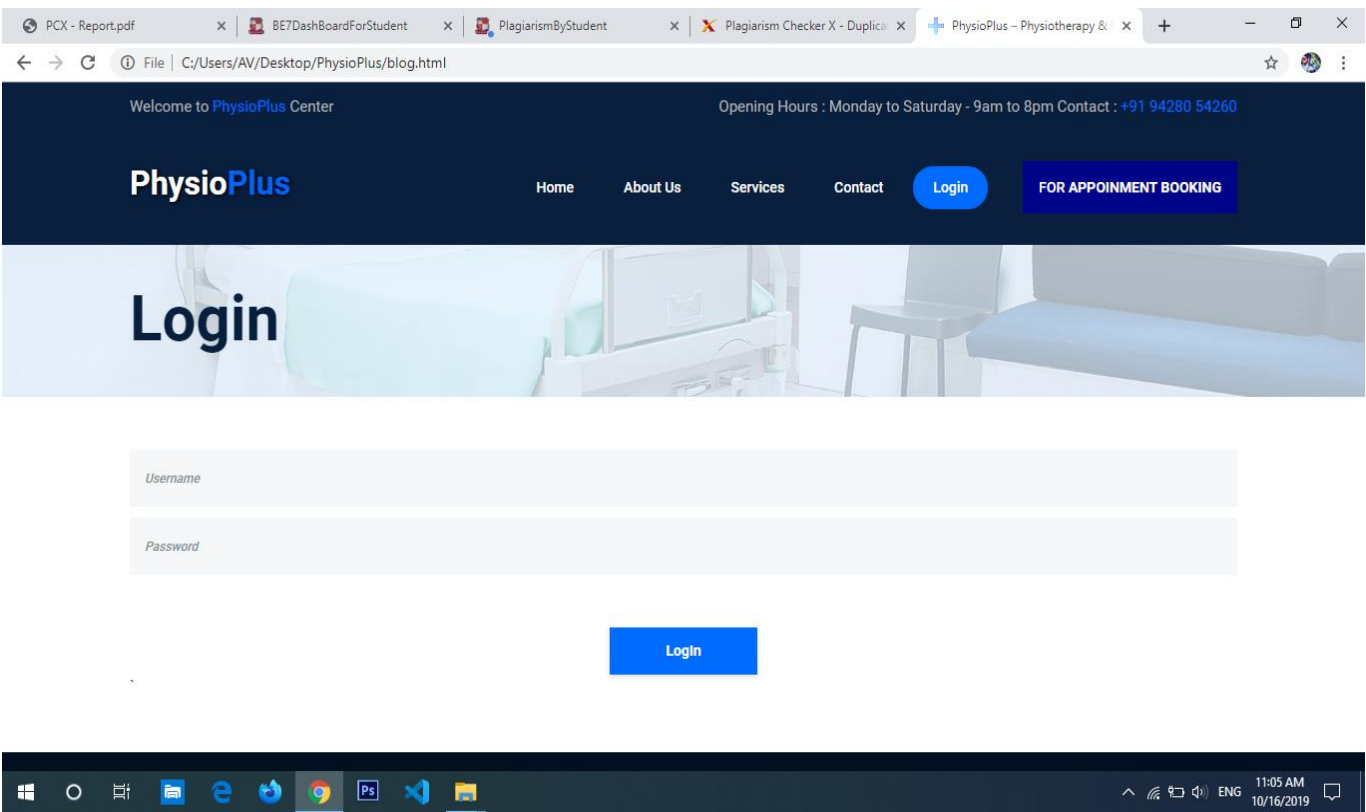 PCX - Report.pdf
BE7DashBoardForStudent
PlagiarismByStudent
Plagiarism Checker X - Duplica
PhysioPlus – Physiotherapy &
File | C:/Users/AV/Desktop/PhysioPlus/blog.html
Welcome to PhysioPlus Center
Opening Hours : Monday to Saturday - 9am to 8pm Contact : +91 94280 54260
PhysioPlus
Home
About Us
Services
Contact
Login
FOR APPOINMENT BOOKING
Login
Username
Password
LogIn
`
Ps
ENG
11:05 AM
10/16/2019